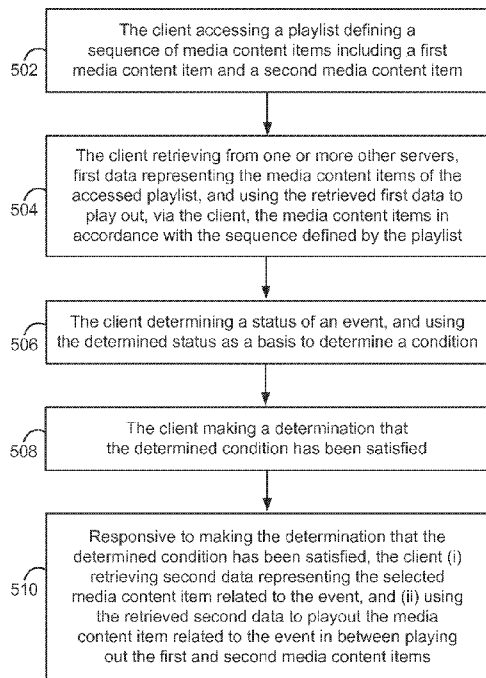 The client accessing a playlist defining a
sequence of media content items including a first
media content item and a second media content item
502
The client retrieving from one or more other servers,
first data representing the media content items of the
accessed playlist, and using the retrieved first data to
play out, via the client, the media content items in
accordance with the sequence defined by the playlist
504
The client determining a status of an event, and using
the determined status as a basis to determine a condition
506
The client making a determination that
the determined condition has been satisfied
508
Responsive to making the determination that the
determined condition has been satisfied, the client (i)
retrieving second data representing the selected
media content item related to the event, and (ii) using
the retrieved second data to playout the media
content item related to the event in between playing
out the first and second media content items
510